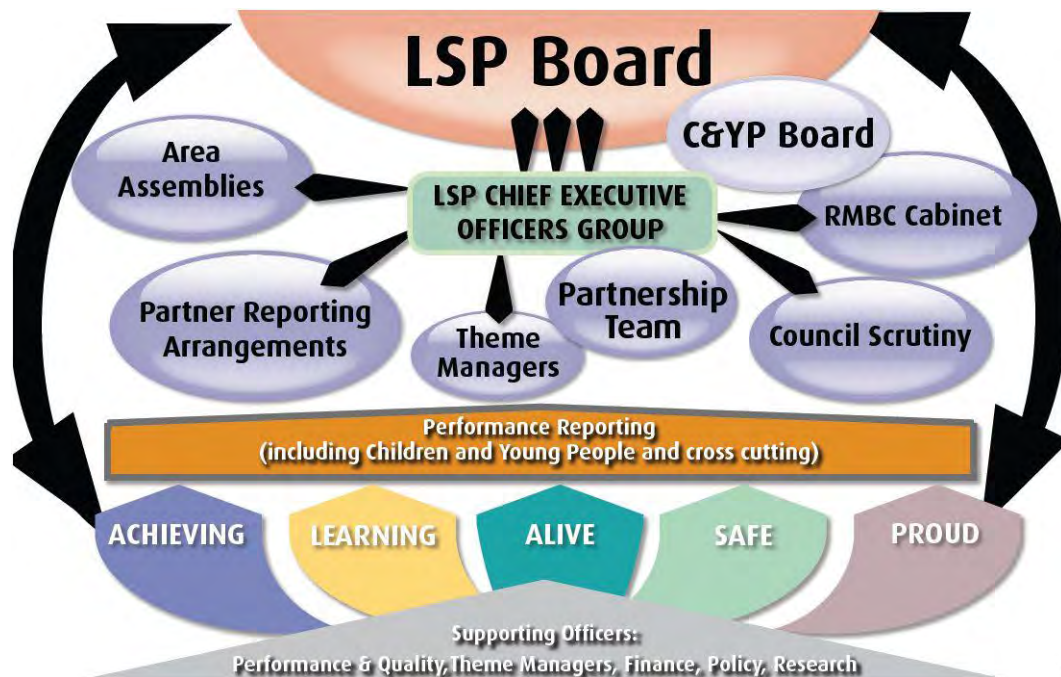 LSP Board
C&YP Board
Area
Assemblies
LSP CHIEF EXECUTIVE
OFFICERS GROUP
RMBC Cabinet
Partner Reporting
Arrangements
Theme
Managers
Partnership
Team
Council Scrutiny
Performance Reporting
(including Children and Young People and cross cutting)
ACHIEVING
LEARNING
ALIVE
SAFE
PROUD
Supporting Officers:
Performance & Quality,Theme Managers, Finance, Policy, Research